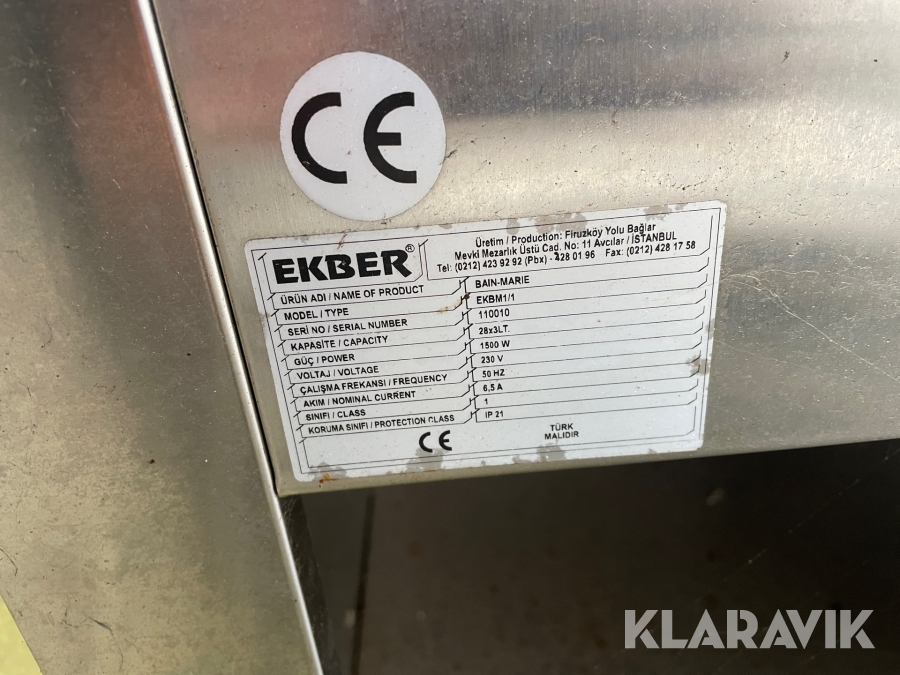 CE
EKBER®
Üretim / Production: Firuzköy Yolu Bağlar
Mevki Mezarlık Üstü Cad. No: 11 Avcılar / İSTANBUL
Tel: (0212) 423 92 92 (Pbx) - 428 01 96 Fax: (0212) 428 17 58
ÜRÜN ADI / NAME OF PRODUCT BAIN-MARIE
MODEL / TYPE EKBM1/1
SERİ NO / SERIAL NUMBER 110010
KAPASİTE / CAPACITY 28x3LT.
GÜÇ / POWER 1500 W
VOLTAJ / VOLTAGE 230 V
ÇALIŞMA FREKANSI / FREQUENCY 50 HZ
AKIM / NOMINAL CURRENT 6,5 A
SINIFI / CLASS 1
KORUMA SINIFI / PROTECTION CLASS IP 21
CE
TÜRK
MALIDIR
KLARAVIK